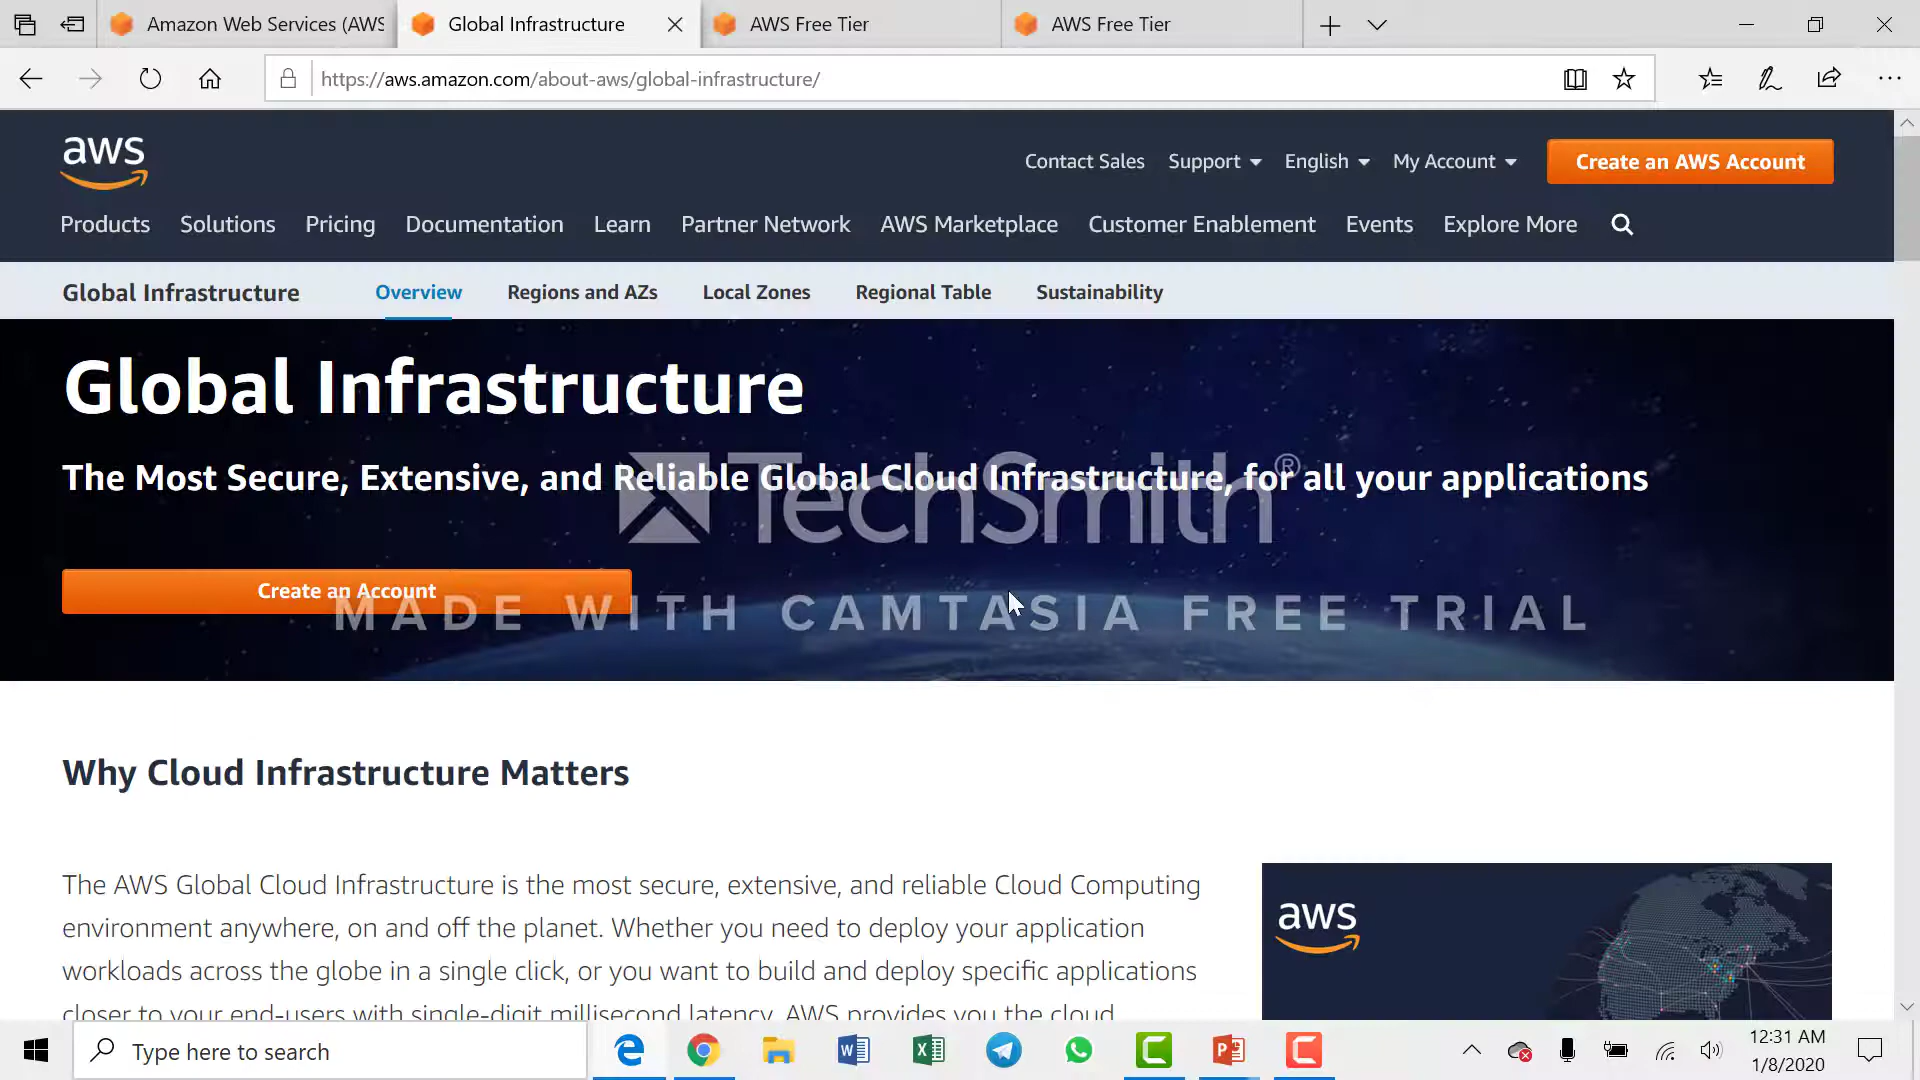 Amazon Web Services (AWS
Global Infrastructure
AWS Free Tier
AWS Free Tier
https://aws.amazon.com/about-aws/global-infrastructure/
aws
Contact Sales
Support
English
My Account
Create an AWS Account
Products
Solutions
Pricing
Documentation
Learn
Partner Network
AWS Marketplace
Customer Enablement
Events
Explore More
Global Infrastructure
Overview
Regions and AZs
Local Zones
Regional Table
Sustainability
Global Infrastructure
The Most Secure, Extensive, and Reliable Global Cloud Infrastructure, for all your applications
TechSmith®
Create an Account
MADE WITH CAMTASIA FREE TRIAL
Why Cloud Infrastructure Matters
The AWS Global Cloud Infrastructure is the most secure, extensive, and reliable Cloud Computing
environment anywhere, on and off the planet. Whether you need to deploy your application
workloads across the globe in a single click, or you want to build and deploy specific applications
closer to your end-users with single-digit millisecond latency, AWS provides you the cloud
aws
Type here to search
12:31 AM
1/8/2020